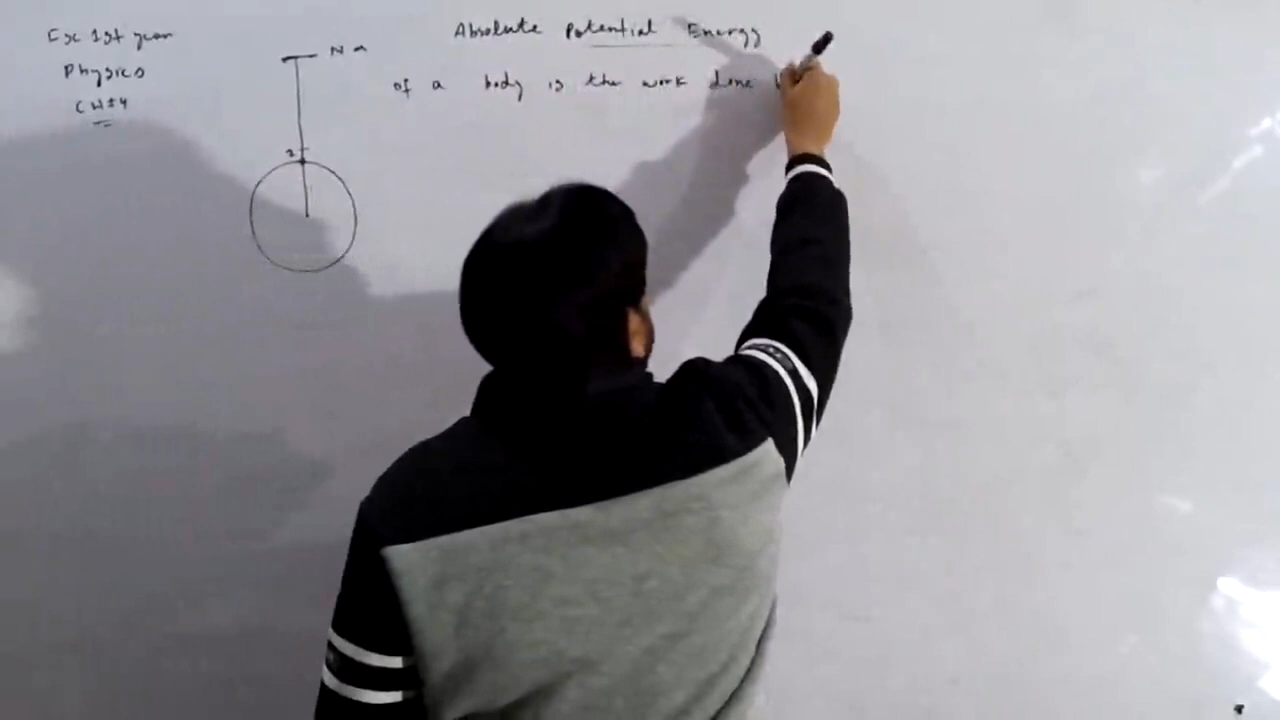 Fsc 1st year
Physics
CH#4
Absolute Potential Energy
of a body is the work done
N ∞